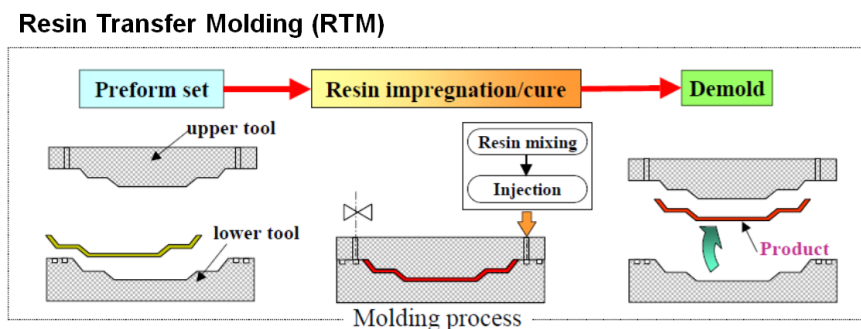 Resin Transfer Molding (RTM)
Preform set
Resin impregnation/cure
Demold
upper tool
Resin mixing
Injection
lower tool
Product
Molding process